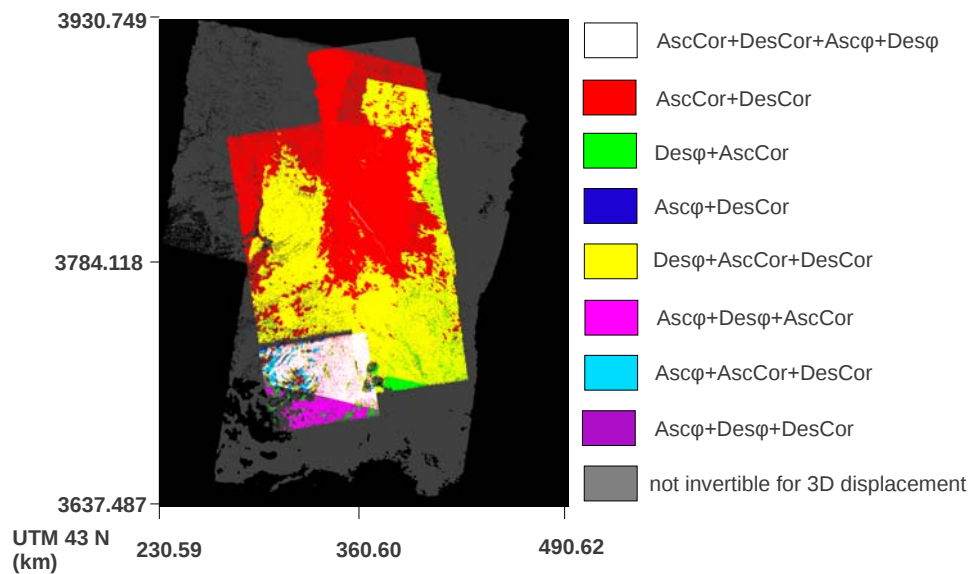 3930.749
3784.118
3637.487
UTM 43 N
(km)
230.59
360.60
490.62
AscCor+DesCor+Ascφ+Desφ
AscCor+DesCor
Desφ+AscCor
Ascφ+DesCor
Desφ+AscCor+DesCor
Ascφ+Desφ+AscCor
Ascφ+AscCor+DesCor
Ascφ+Desφ+DesCor
not invertible for 3D displacement